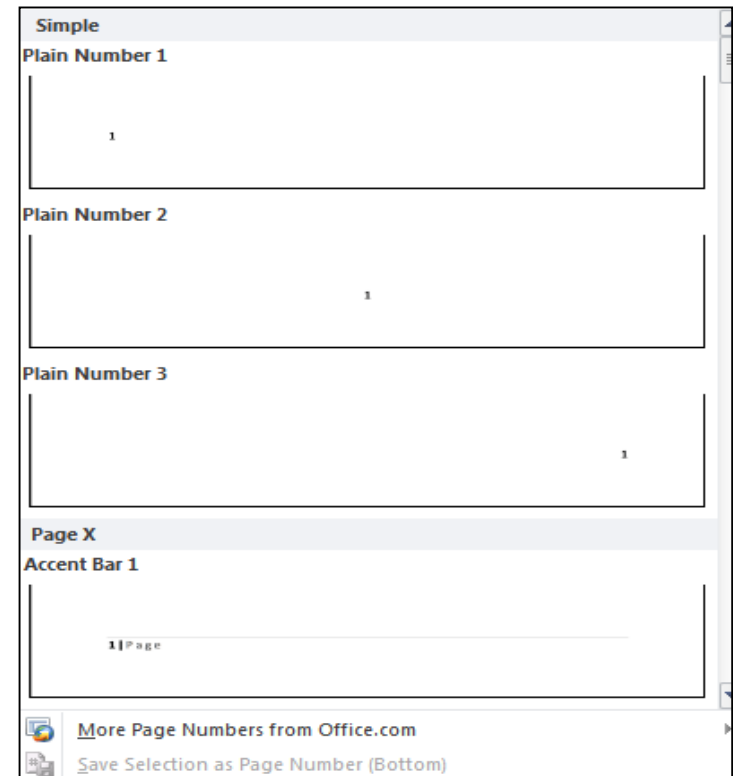 Simple
Plain Number 1
1
Plain Number 2
1
Plain Number 3
1
Page X
Accent Bar 1
1|Page
More Page Numbers from Office.com
Save Selection as Page Number (Bottom)